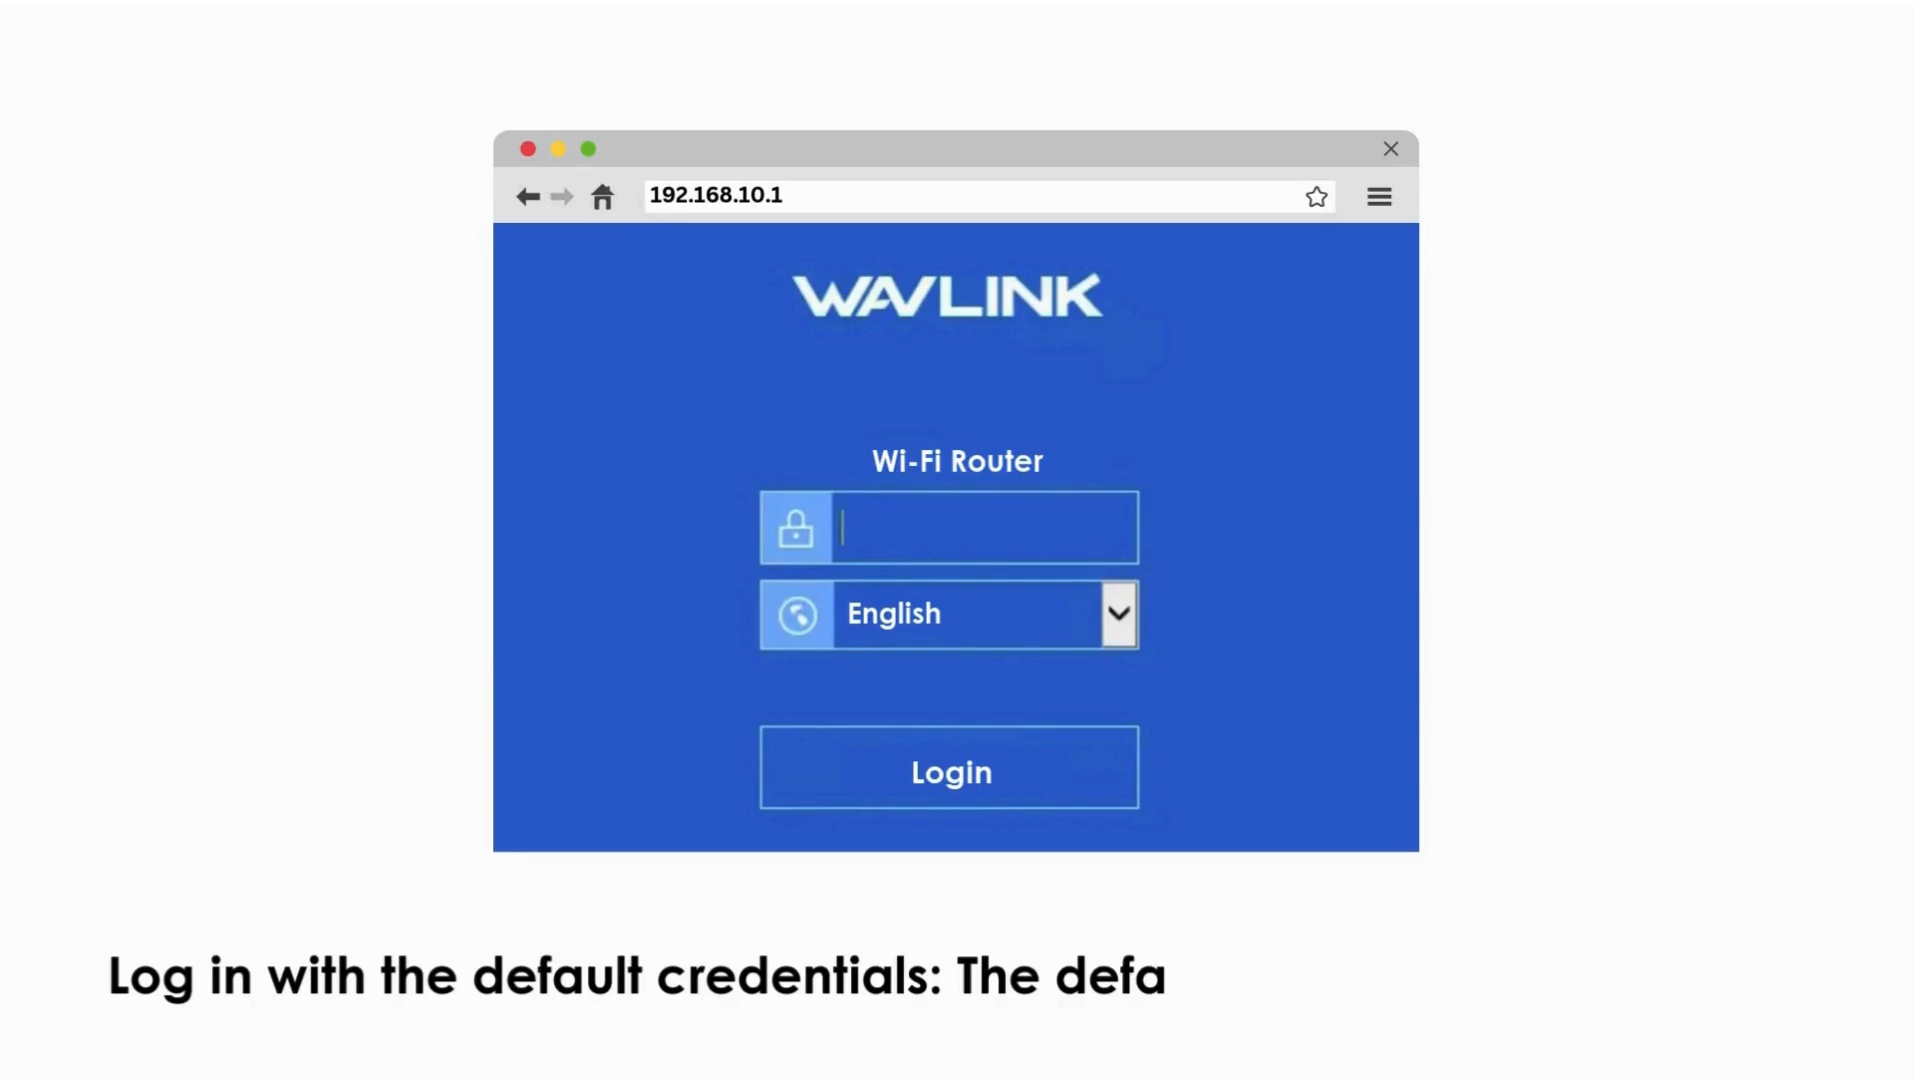 192.168.10.1
WAVLINK
Wi-Fi Router
English
Login
Log in with the default credentials: The defa